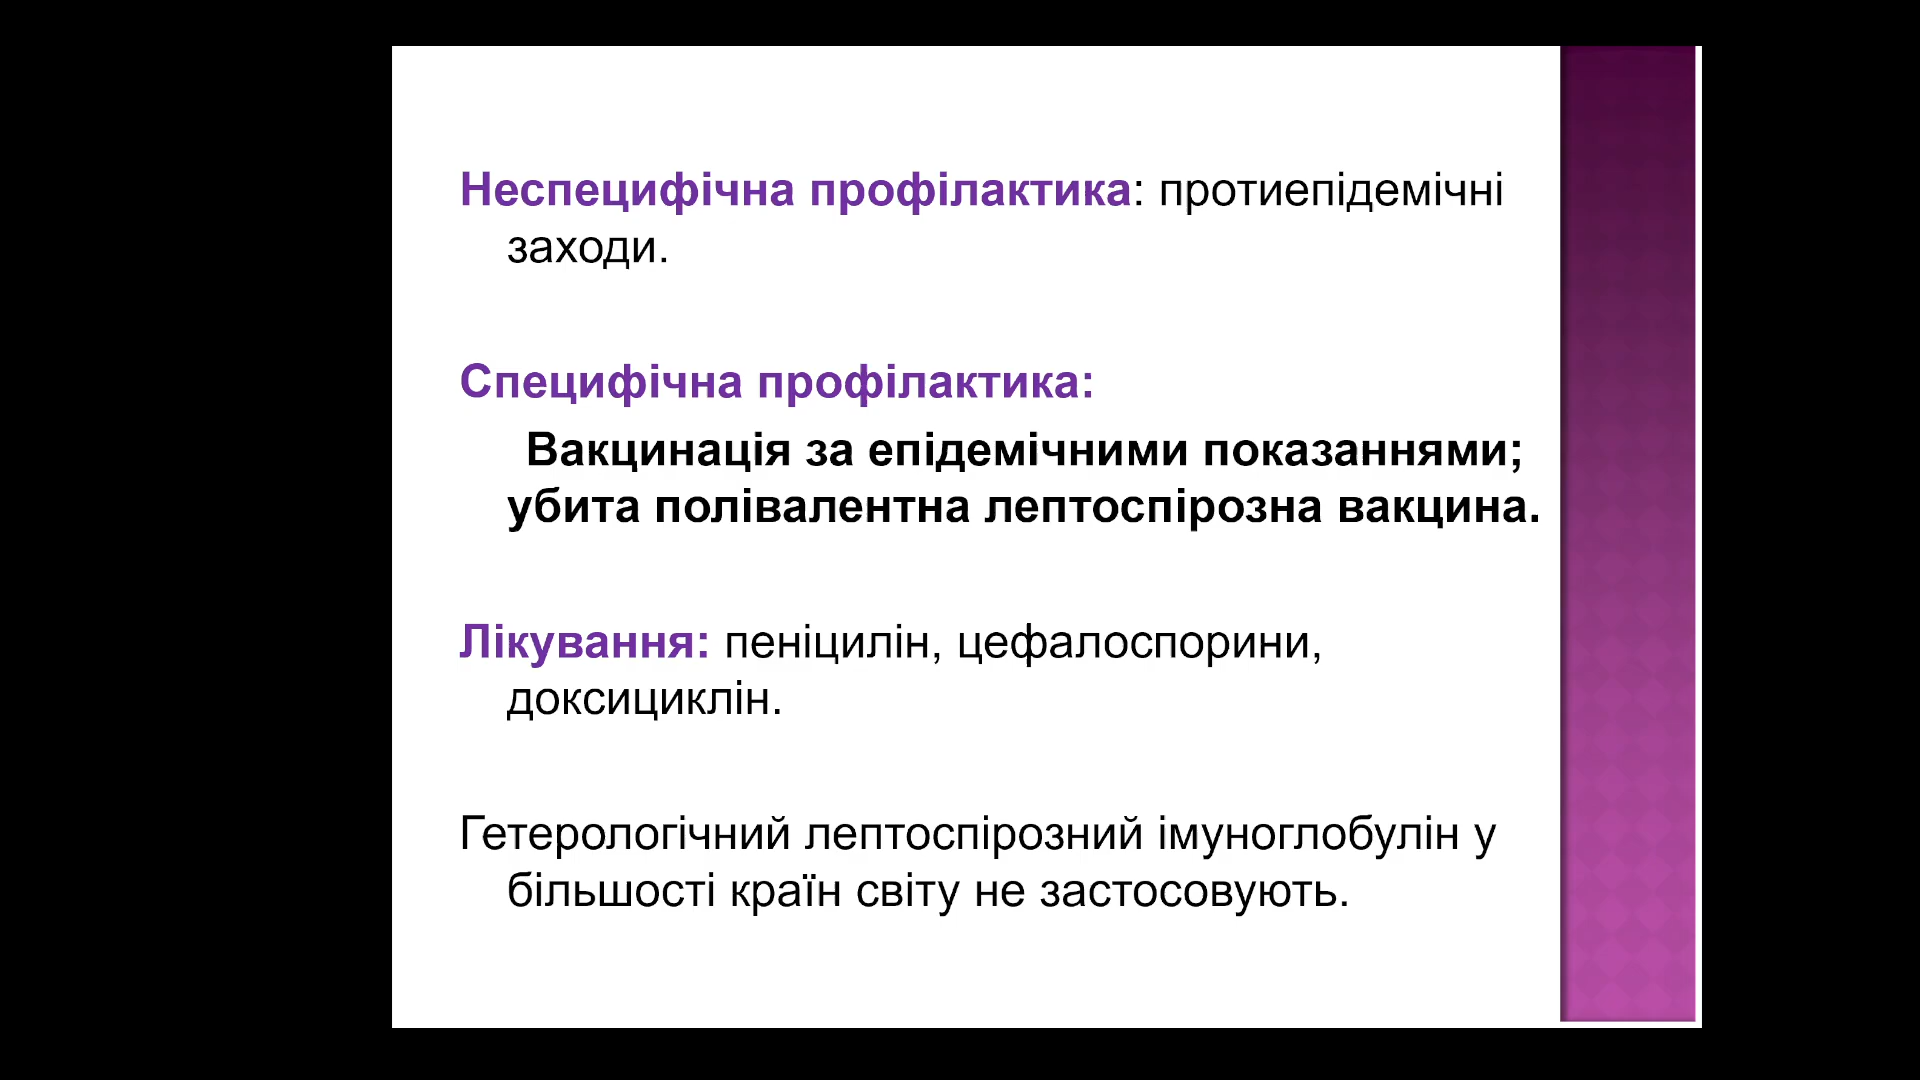 Неспецифічна профілактика: протиепідемічні
заходи.
Специфічна профілактика:
Вакцинація за епідемічними показаннями;
убита полівалентна лептоспірозна вакцина.
Лікування: пеніцилін, цефалоспорини,
доксициклін.
Гетерологічний лептоспірозний імуноглобулін у
більшості країн світу не застосовують.